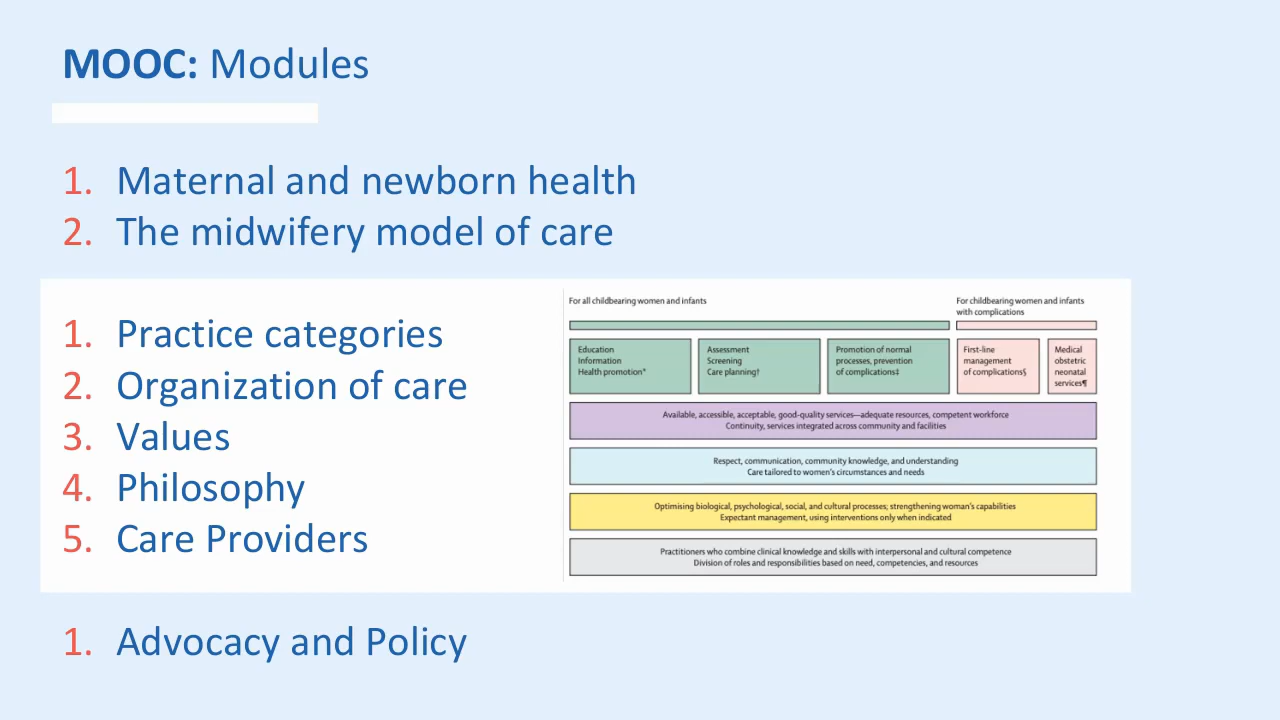 MOOC: Modules
1. Maternal and newborn health
2. The midwifery model of care
1. Practice categories
2. Organization of care
3. Values
4. Philosophy
5. Care Providers
For all childbearing women and infants
For childbearing women and infants
with complications
Education
Information
Health promotion*
Assessment
Screening
Care planning†
Promotion of normal
processes, prevention
of complications‡
First-line
management
of complications§
Medical
obstetric
neonatal
services¶
Available, accessible, acceptable, good-quality services—adequate resources, competent workforce
Continuity, services integrated across community and facilities
Respect, communication, community knowledge, and understanding
Care tailored to women's circumstances and needs
Optimising biological, psychological, social, and cultural processes; strengthening woman's capabilities
Expectant management, using interventions only when indicated
Practitioners who combine clinical knowledge and skills with interpersonal and cultural competence
Division of roles and responsibilities based on need, competencies, and resources
1. Advocacy and Policy